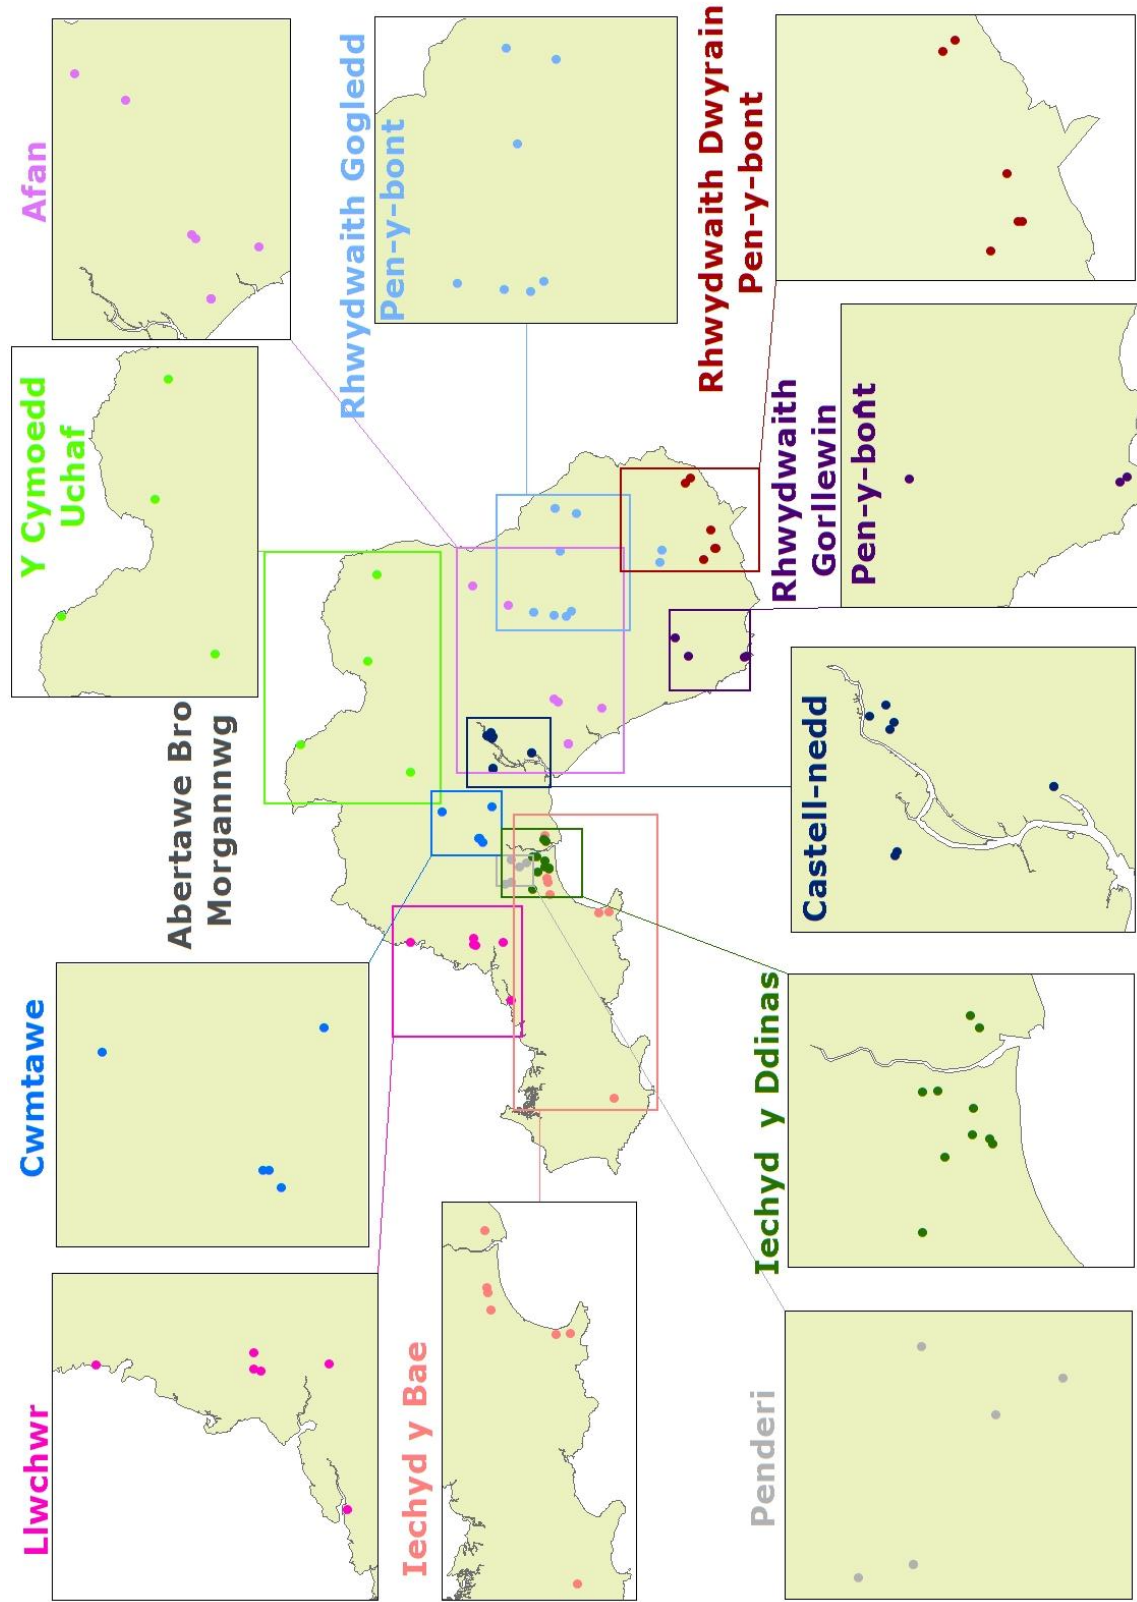 Llwchwr
Cwmtawe
Y Cymoedd
Uchaf
Afan
Abertawe Bro
Morgannwg
Rhwydwaith Gogledd
Pen-y-bont
Iechyd y Bae
Rhwydwaith Dwyrain
Pen-y-bont
Penderi
Iechyd y Ddinas
Castell-nedd
Rhwydwaith
Gorllewin
Pen-y-bont